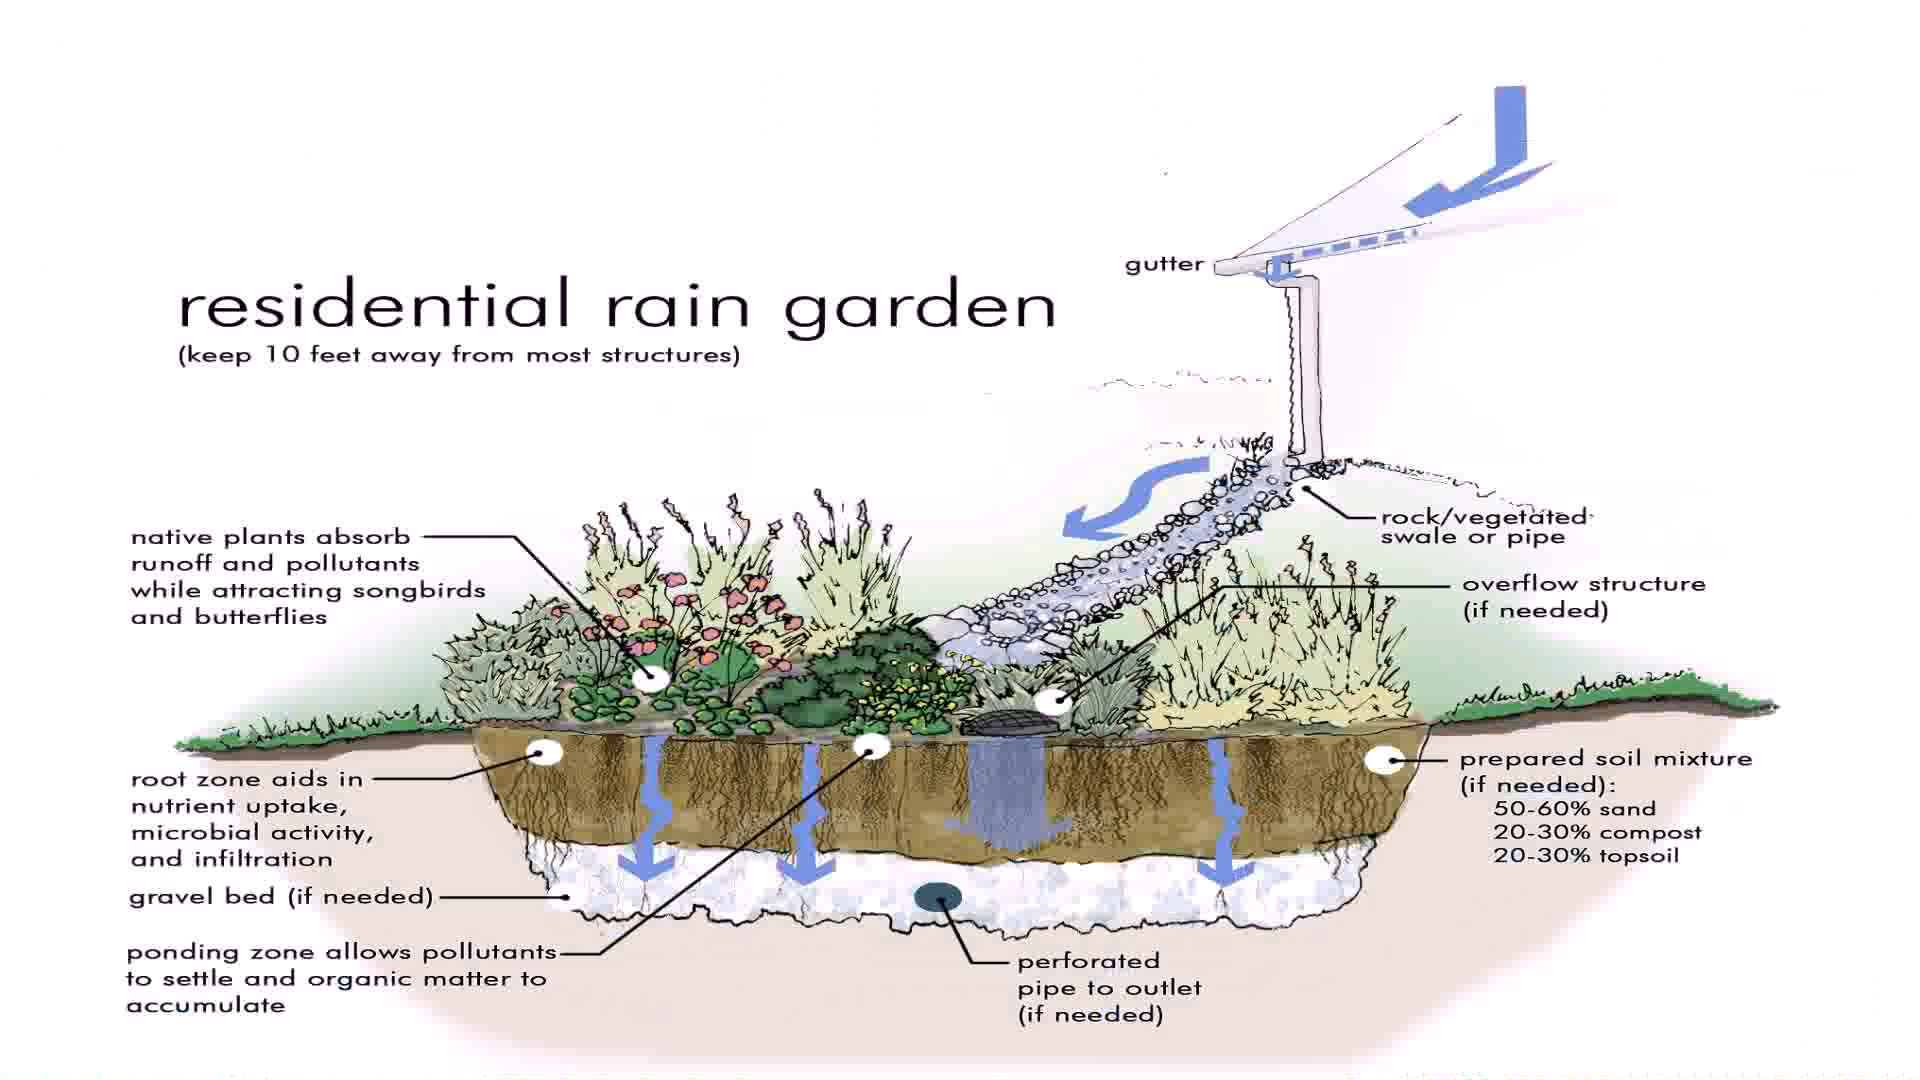 gutter
residential rain garden
(keep 10 feet away from most structures)
native plants absorb
runoff and pollutants
while attracting songbirds
and butterflies
rock/vegetated
swale or pipe
overflow structure
(if needed)
root zone aids in
nutrient uptake,
microbial activity,
and infiltration
prepared soil mixture
(if needed):
50-60% sand
20-30% compost
20-30% topsoil
gravel bed (if needed)
ponding zone allows pollutants
to settle and organic matter to
accumulate
perforated
pipe to outlet
(if needed)